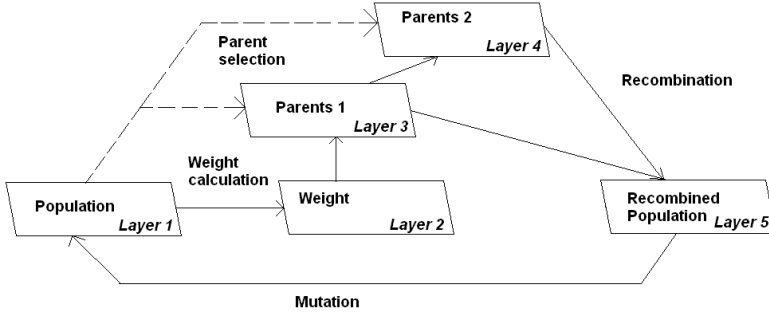 Parents 2
Layer 4
Parent
selection
Recombination
Parents 1
Layer 3
Weight
calculation
Population
Layer 1
Weight
Layer 2
Recombined
Population
Layer 5
Mutation